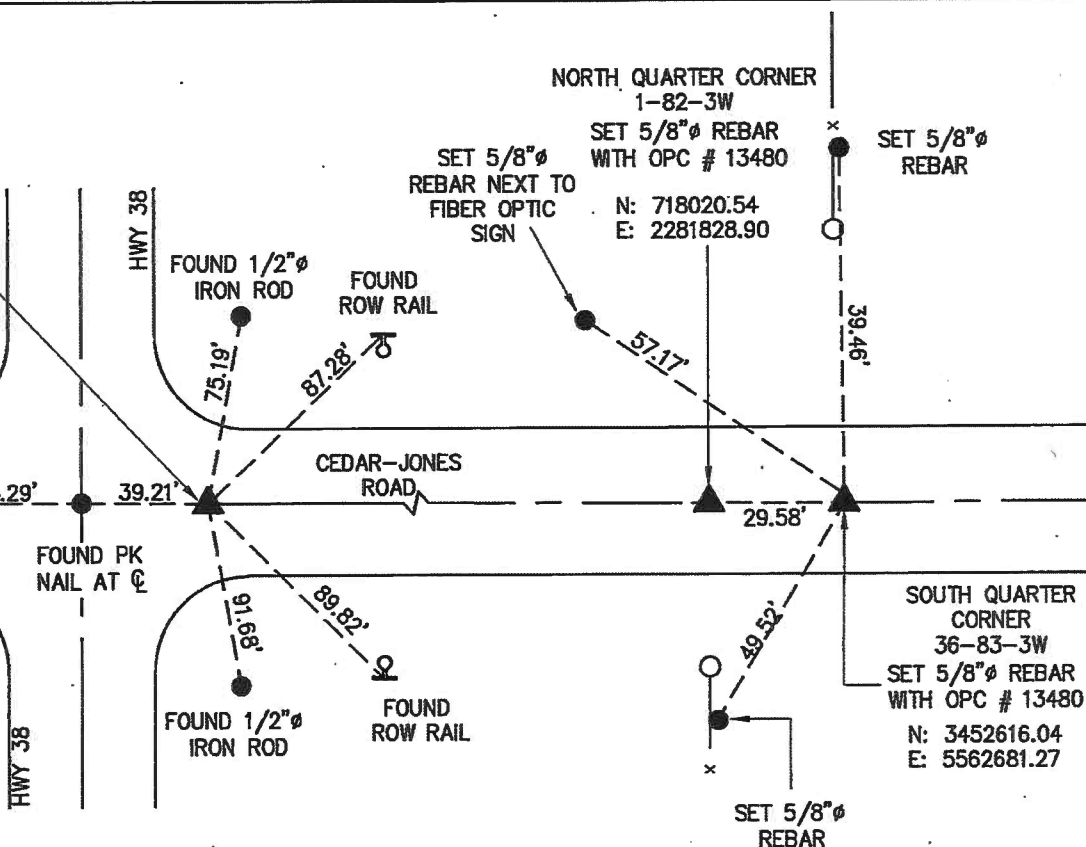 NORTH QUARTER CORNER
1-82-3W
SET 5/8"ø REBAR
WITH OPC # 13480
N: 718020.54
E: 2281828.90
SET 5/8"ø
REBAR
SET 5/8"ø
REBAR NEXT TO
FIBER OPTIC
SIGN
HWY 38
FOUND 1/2"ø
IRON ROD
FOUND
ROW RAIL
75.19'
87.28'
57.17'
39.46'
CEDAR-JONES
ROAD
.29'
39.21'
29.58'
FOUND PK
NAIL AT ℄
91.68'
89.82'
49.52'
SOUTH QUARTER
CORNER
36-83-3W
SET 5/8"ø REBAR
WITH OPC # 13480
N: 3452616.04
E: 5562681.27
FOUND 1/2"ø
IRON ROD
FOUND
ROW RAIL
HWY 38
SET 5/8"ø
REBAR